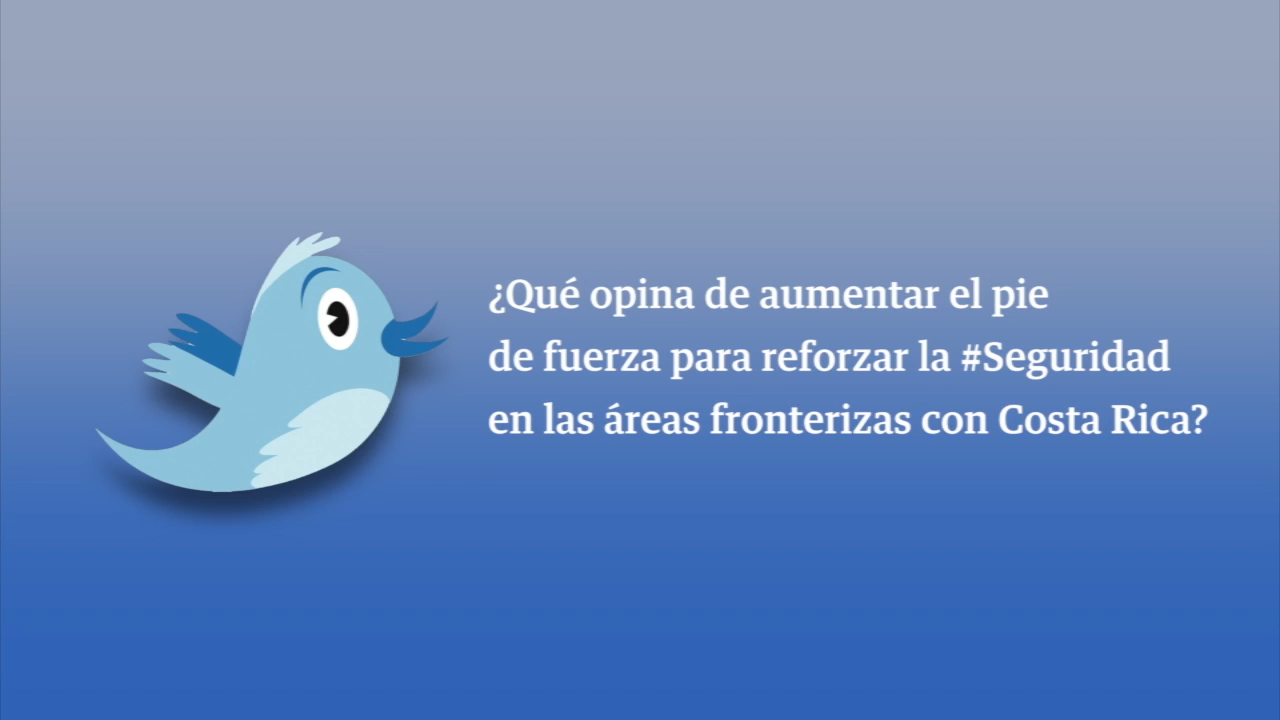 ¿Qué opina de aumentar el pie
de fuerza para reforzar la #Seguridad
en las áreas fronterizas con Costa Rica?